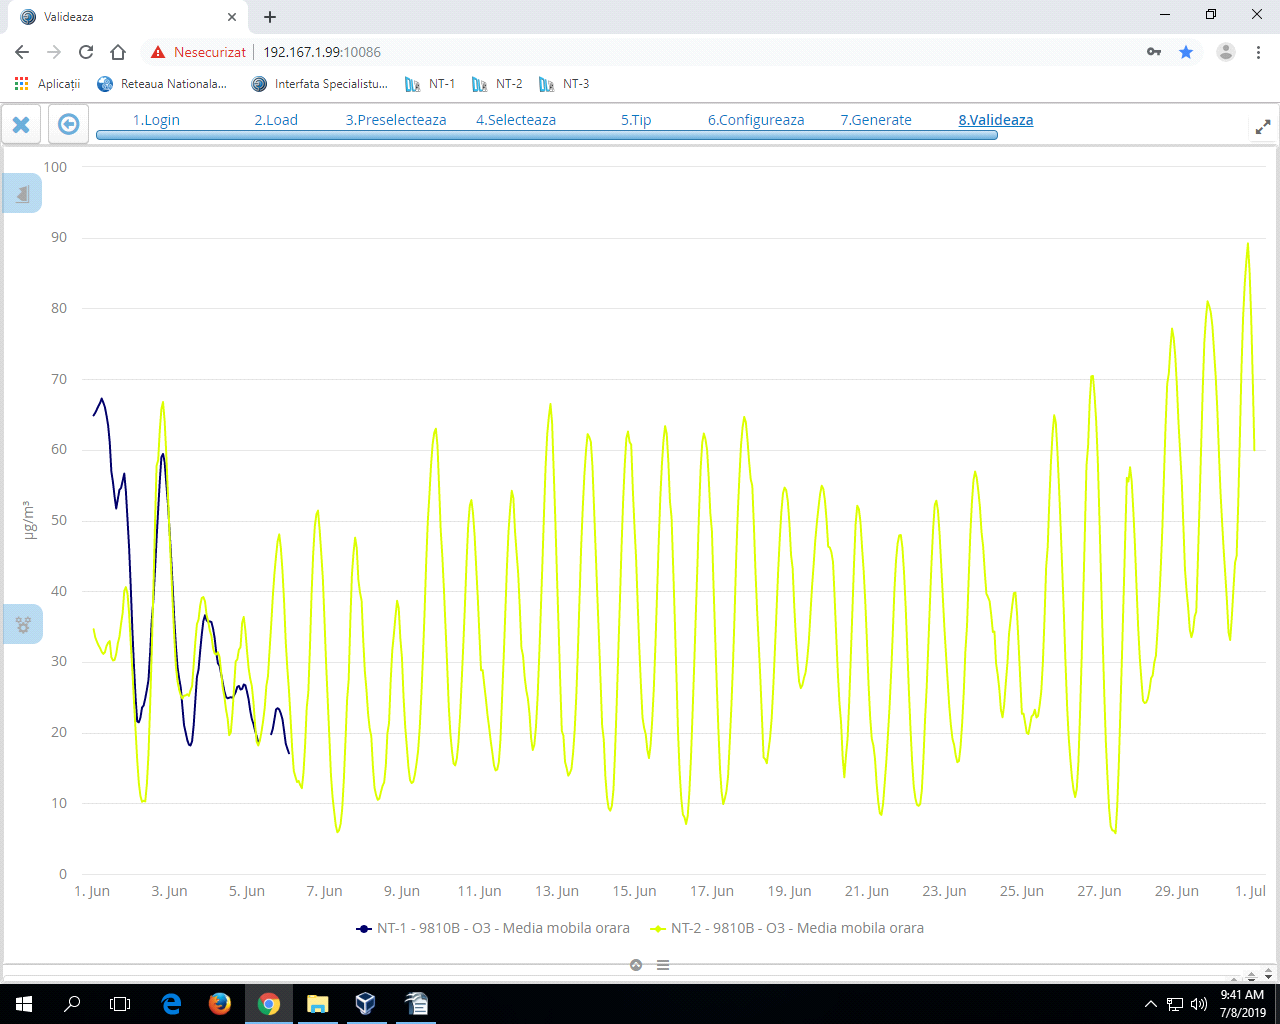 Valideaza
Nesecurizat
192.167.1.99:10086
Aplicații
Reteaua Nationala...
Interfata Specialistu...
NT-1
NT-2
NT-3
1.Login
2.Load
3.Preselecteaza
4.Selecteaza
5.Tip
6.Configureaza
7.Generate
8.Valideaza
100
90
80
70
60
50
40
30
20
10
0
µg/m³
1. Jun
3. Jun
5. Jun
7. Jun
9. Jun
11. Jun
13. Jun
15. Jun
17. Jun
19. Jun
21. Jun
23. Jun
25. Jun
27. Jun
29. Jun
1. Jul
NT-1 - 9810B - O3 - Media mobila orara
NT-2 - 9810B - O3 - Media mobila orara
9:41 AM
7/8/2019